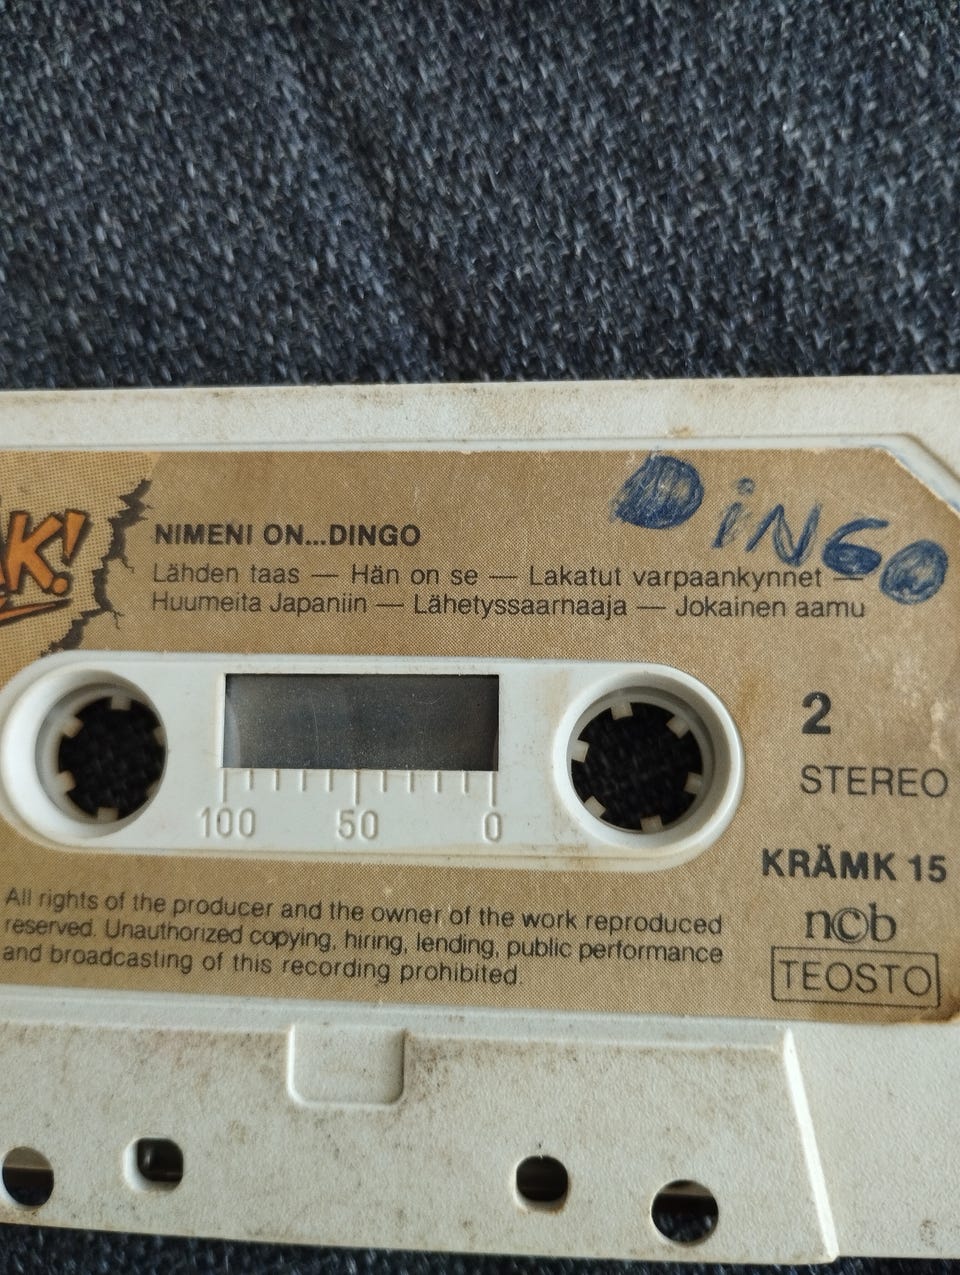 DiNGO
ÄK!
NIMENI ON...DINGO
Lähden taas — Hän on se — Lakatut varpaankynnet —
Huumeita Japaniin — Lähetyssaarnaaja — Jokainen aamu
2
STEREO
100 50 0
KRÄMK 15
n©b
TEOSTO
All rights of the producer and the owner of the work reproduced
reserved. Unauthorized copying, hiring, lending, public performance
and broadcasting of this recording prohibited.